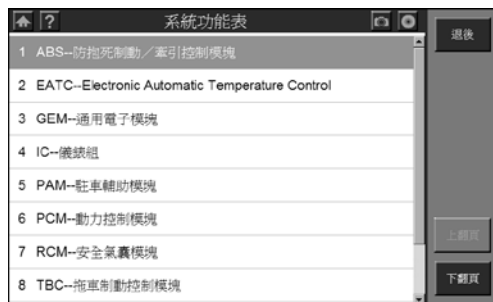 系統功能表
退後
1 ABS--防抱死制動／牽引控制模塊
2 EATC--Electronic Automatic Temperature Control
3 GEM--通用電子模塊
4 IC--儀錶組
5 PAM--駐車輔助模塊
6 PCM--動力控制模塊
7 RCM--安全氣囊模塊
8 TBC--拖車制動控制模塊
上翻頁
下翻頁